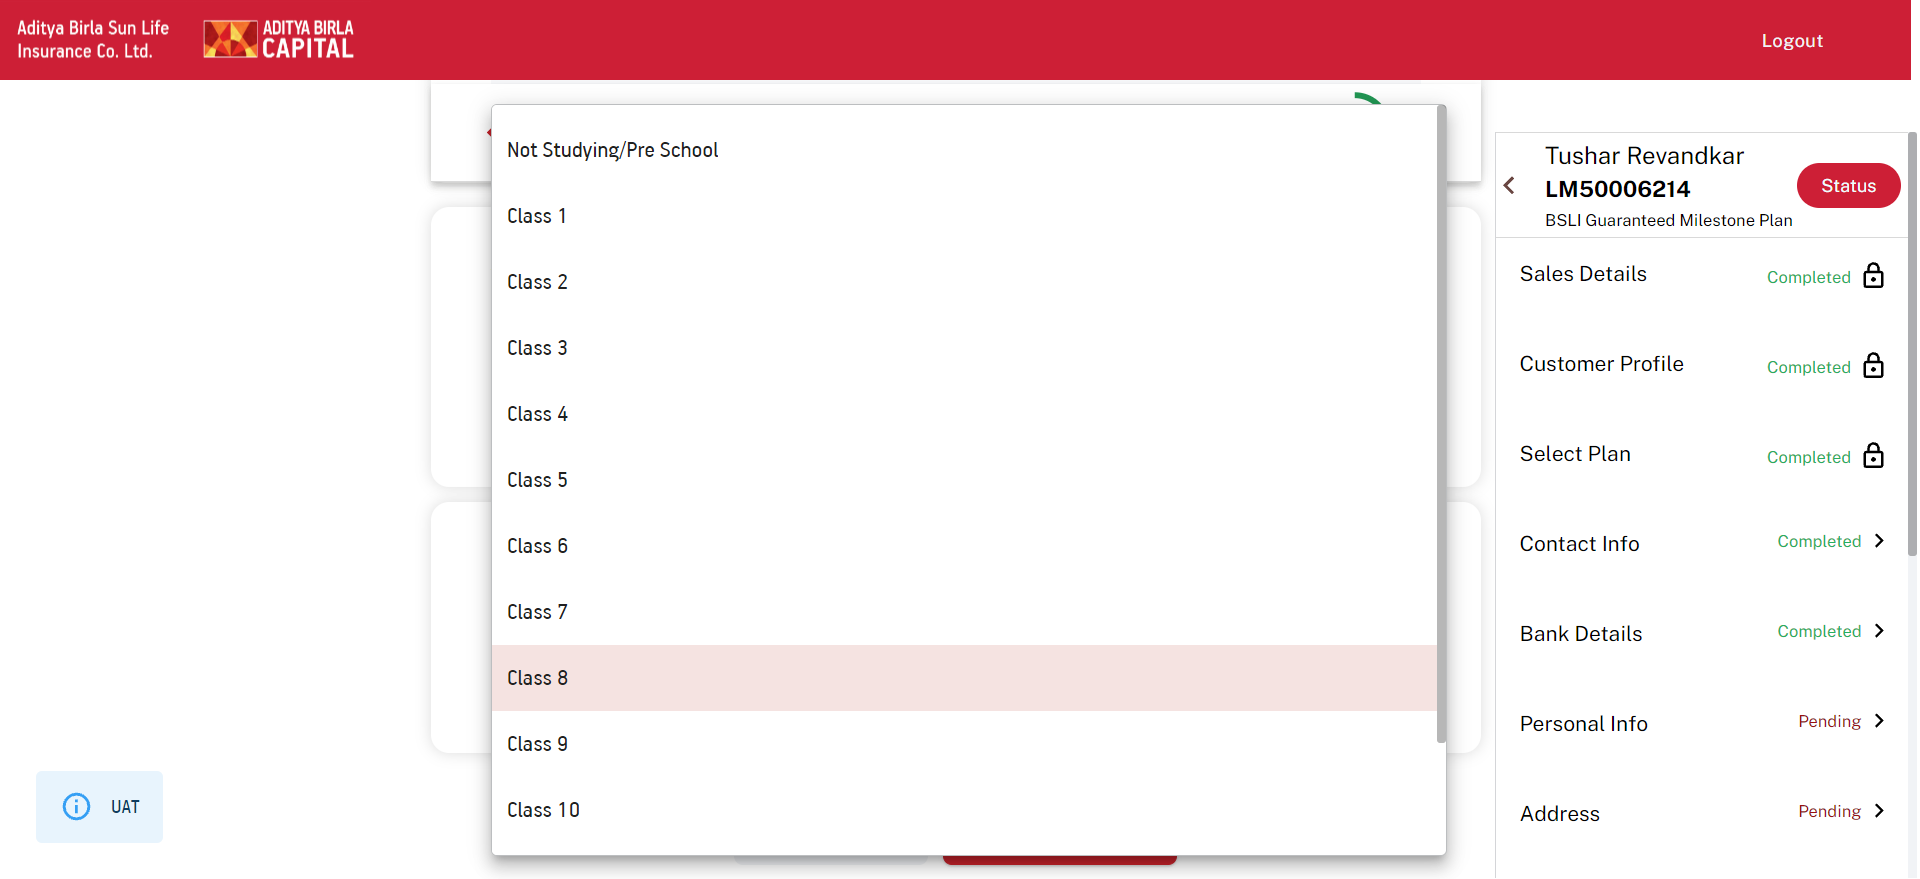 Aditya Birla Sun Life
Insurance Co. Ltd.
ADITYA BIRLA
CAPITAL
Logout
Not Studying/Pre School
Class 1
Class 2
Class 3
Class 4
Class 5
Class 6
Class 7
Class 8
Class 9
Class 10
Tushar Revandkar
LM50006214
BSLI Guaranteed Milestone Plan
Status
Sales Details Completed
Customer Profile Completed
Select Plan Completed
Contact Info Completed
Bank Details Completed
Personal Info Pending
Address Pending
UAT